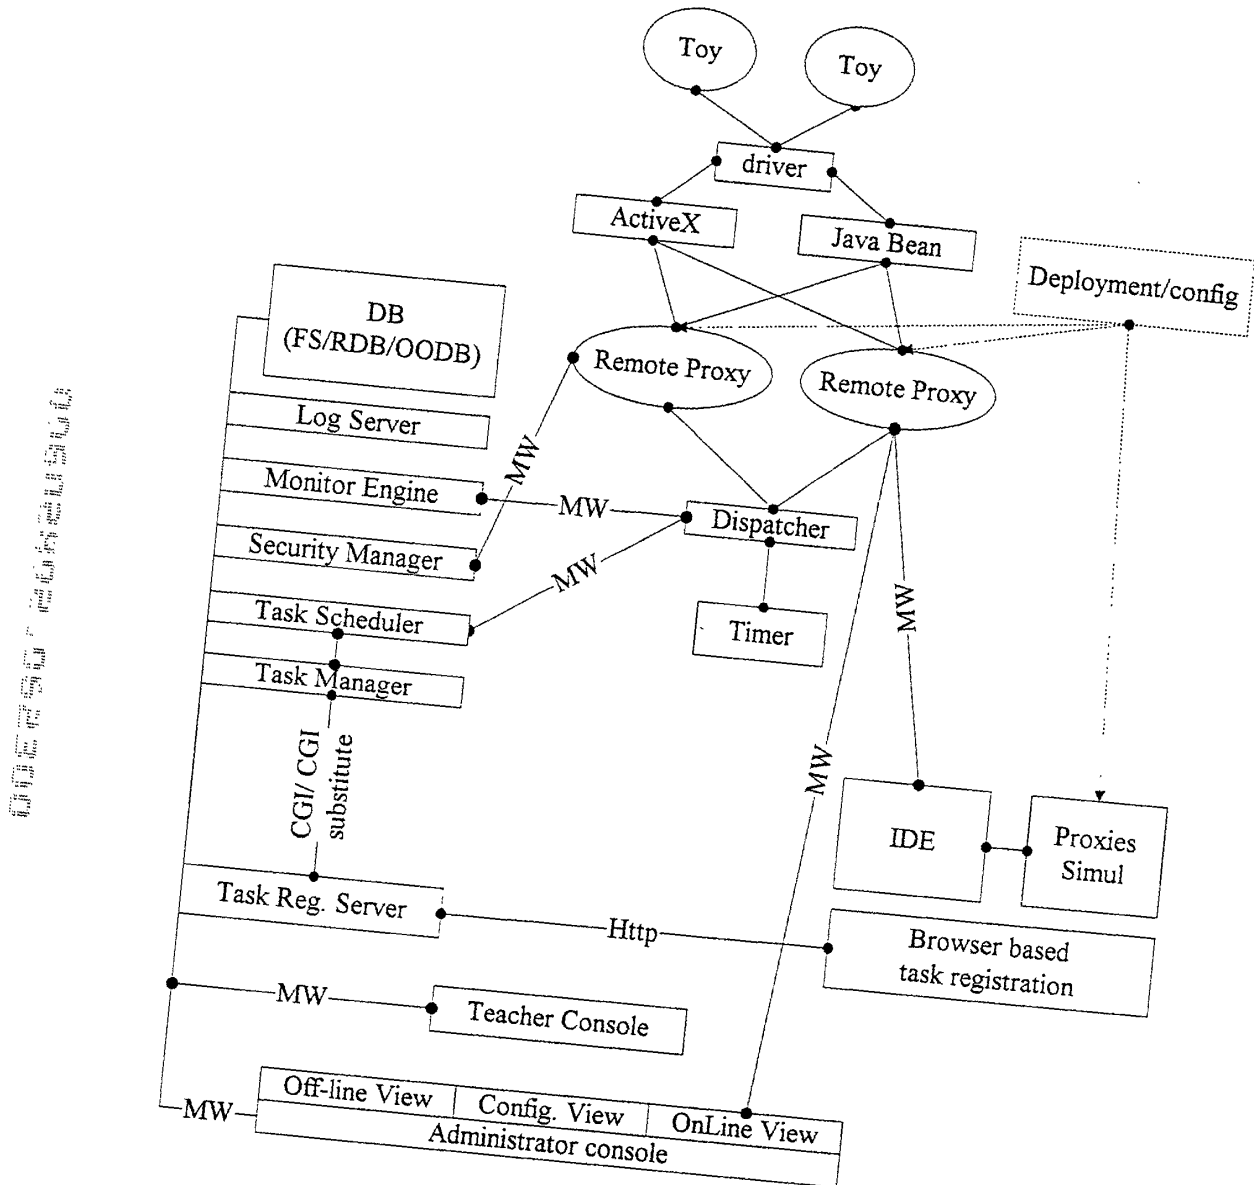 Toy
Toy
driver
ActiveX
Java Bean
Deployment/config
DB
(FS/RDB/OODB)
Remote Proxy
Remote Proxy
Log Server
MW
Monitor Engine
MW
Dispatcher
Security Manager
MW
Task Scheduler
MW
Timer
Task Manager
CGI/ CGI
substitute
MW
IDE
Proxies
Simul
Task Reg. Server
Http
Browser based
task registration
MW
Teacher Console
Off-line View
Config. View
OnLine View
MW
Administrator console